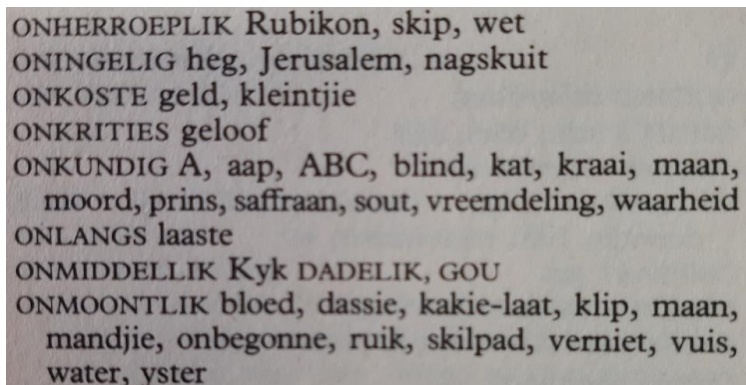 ONHERROEPLIK Rubikon, skip, wet
ONINGELIG heg, Jerusalem, nagskuit
ONKOSTE geld, kleintjie
ONKRITIES geloof
ONKUNDIG A, aap, ABC, blind, kat, kraai, maan,
moord, prins, saffraan, sout, vreemdeling, waarheid
ONLANGS laaste
ONMIDDELLIK Kyk DADELIK, GOU
ONMOONTLIK bloed, dassie, kakie-laat, klip, maan,
mandjie, onbegonne, ruik, skilpad, verniet, vuis,
water, yster